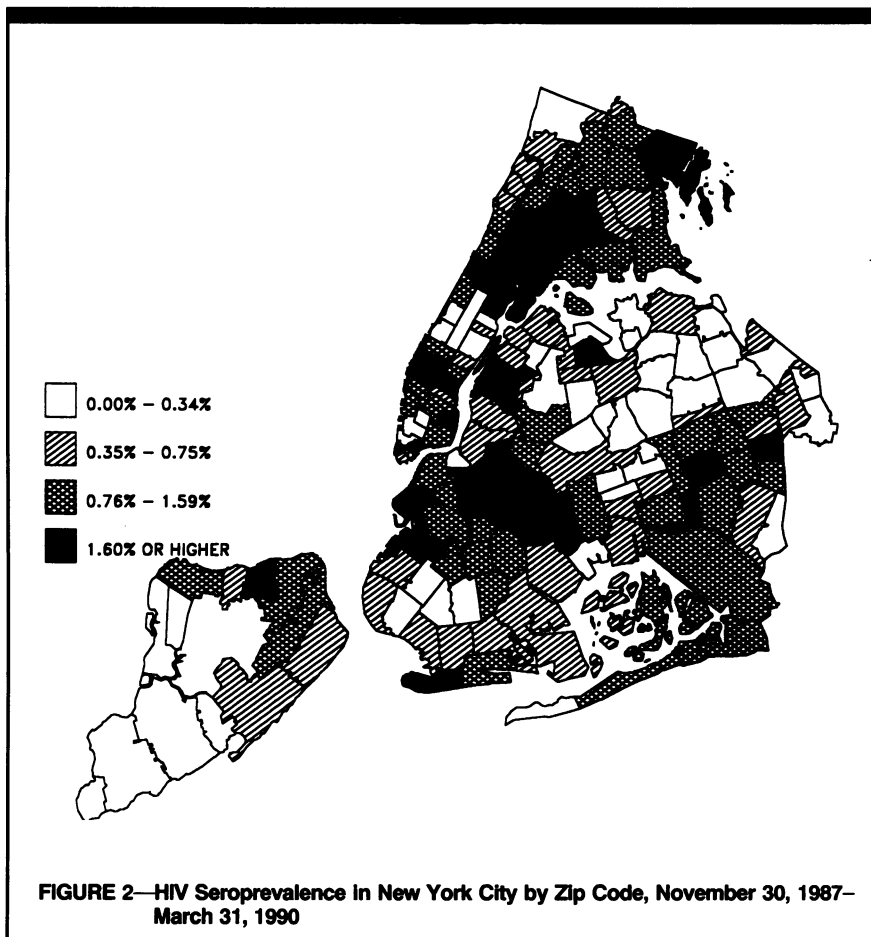 0.00% - 0.34%
0.35% - 0.75%
0.76% - 1.59%
1.60% OR HIGHER
FIGURE 2—HIV Seroprevalence in New York City by Zip Code, November 30, 1987–
March 31, 1990